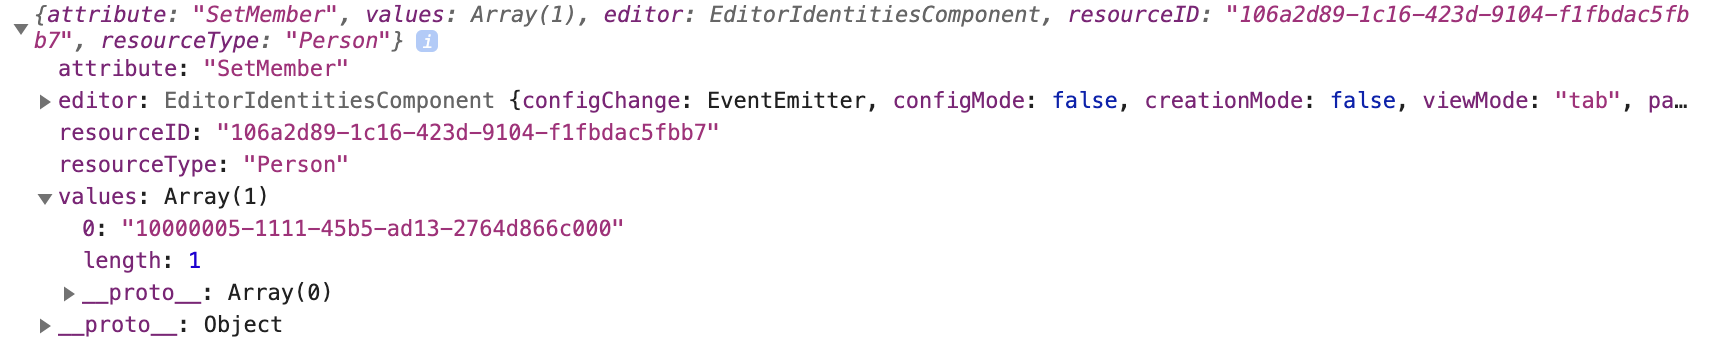 {attribute: "SetMember", values: Array(1), editor: EditorIdentitiesComponent, resourceID: "106a2d89-1c16-423d-9104-f1fbdac5fb
b7", resourceType: "Person"} i
attribute: "SetMember"
editor: EditorIdentitiesComponent {configChange: EventEmitter, configMode: false, creationMode: false, viewMode: "tab", pa…
resourceID: "106a2d89-1c16-423d-9104-f1fbdac5fbb7"
resourceType: "Person"
values: Array(1)
0: "10000005-1111-45b5-ad13-2764d866c000"
length: 1
__proto__: Array(0)
__proto__: Object